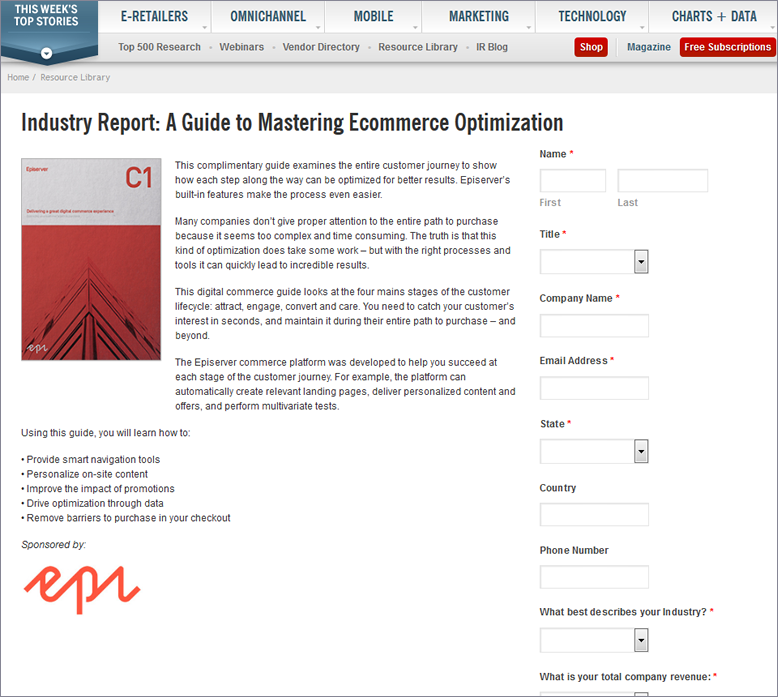 THIS WEEK'S
TOP STORIES
E-RETAILERS
OMNICHANNEL
MOBILE
MARKETING
TECHNOLOGY
CHARTS + DATA
Top 500 Research • Webinars • Vendor Directory • Resource Library • IR Blog
Shop
Magazine
Free Subscriptions
Home / Resource Library
Industry Report: A Guide to Mastering Ecommerce Optimization
Episerver
C1
Delivering a great digital commerce experience
epi
This complimentary guide examines the entire customer journey to show
how each step along the way can be optimized for better results. Episerver's
built-in features make the process even easier.
Many companies don't give proper attention to the entire path to purchase
because it seems too complex and time consuming. The truth is that this
kind of optimization does take some work – but with the right processes and
tools it can quickly lead to incredible results.
This digital commerce guide looks at the four mains stages of the customer
lifecycle: attract, engage, convert and care. You need to catch your customer's
interest in seconds, and maintain it during their entire path to purchase – and
beyond.
The Episerver commerce platform was developed to help you succeed at
each stage of the customer journey. For example, the platform can
automatically create relevant landing pages, deliver personalized content and
offers, and perform multivariate tests.
Using this guide, you will learn how to:
• Provide smart navigation tools
• Personalize on-site content
• Improve the impact of promotions
• Drive optimization through data
• Remove barriers to purchase in your checkout
Sponsored by:
epi
Name *
First
Last
Title *
Company Name *
Email Address *
State *
Country
Phone Number
What best describes your Industry? *
What is your total company revenue: *